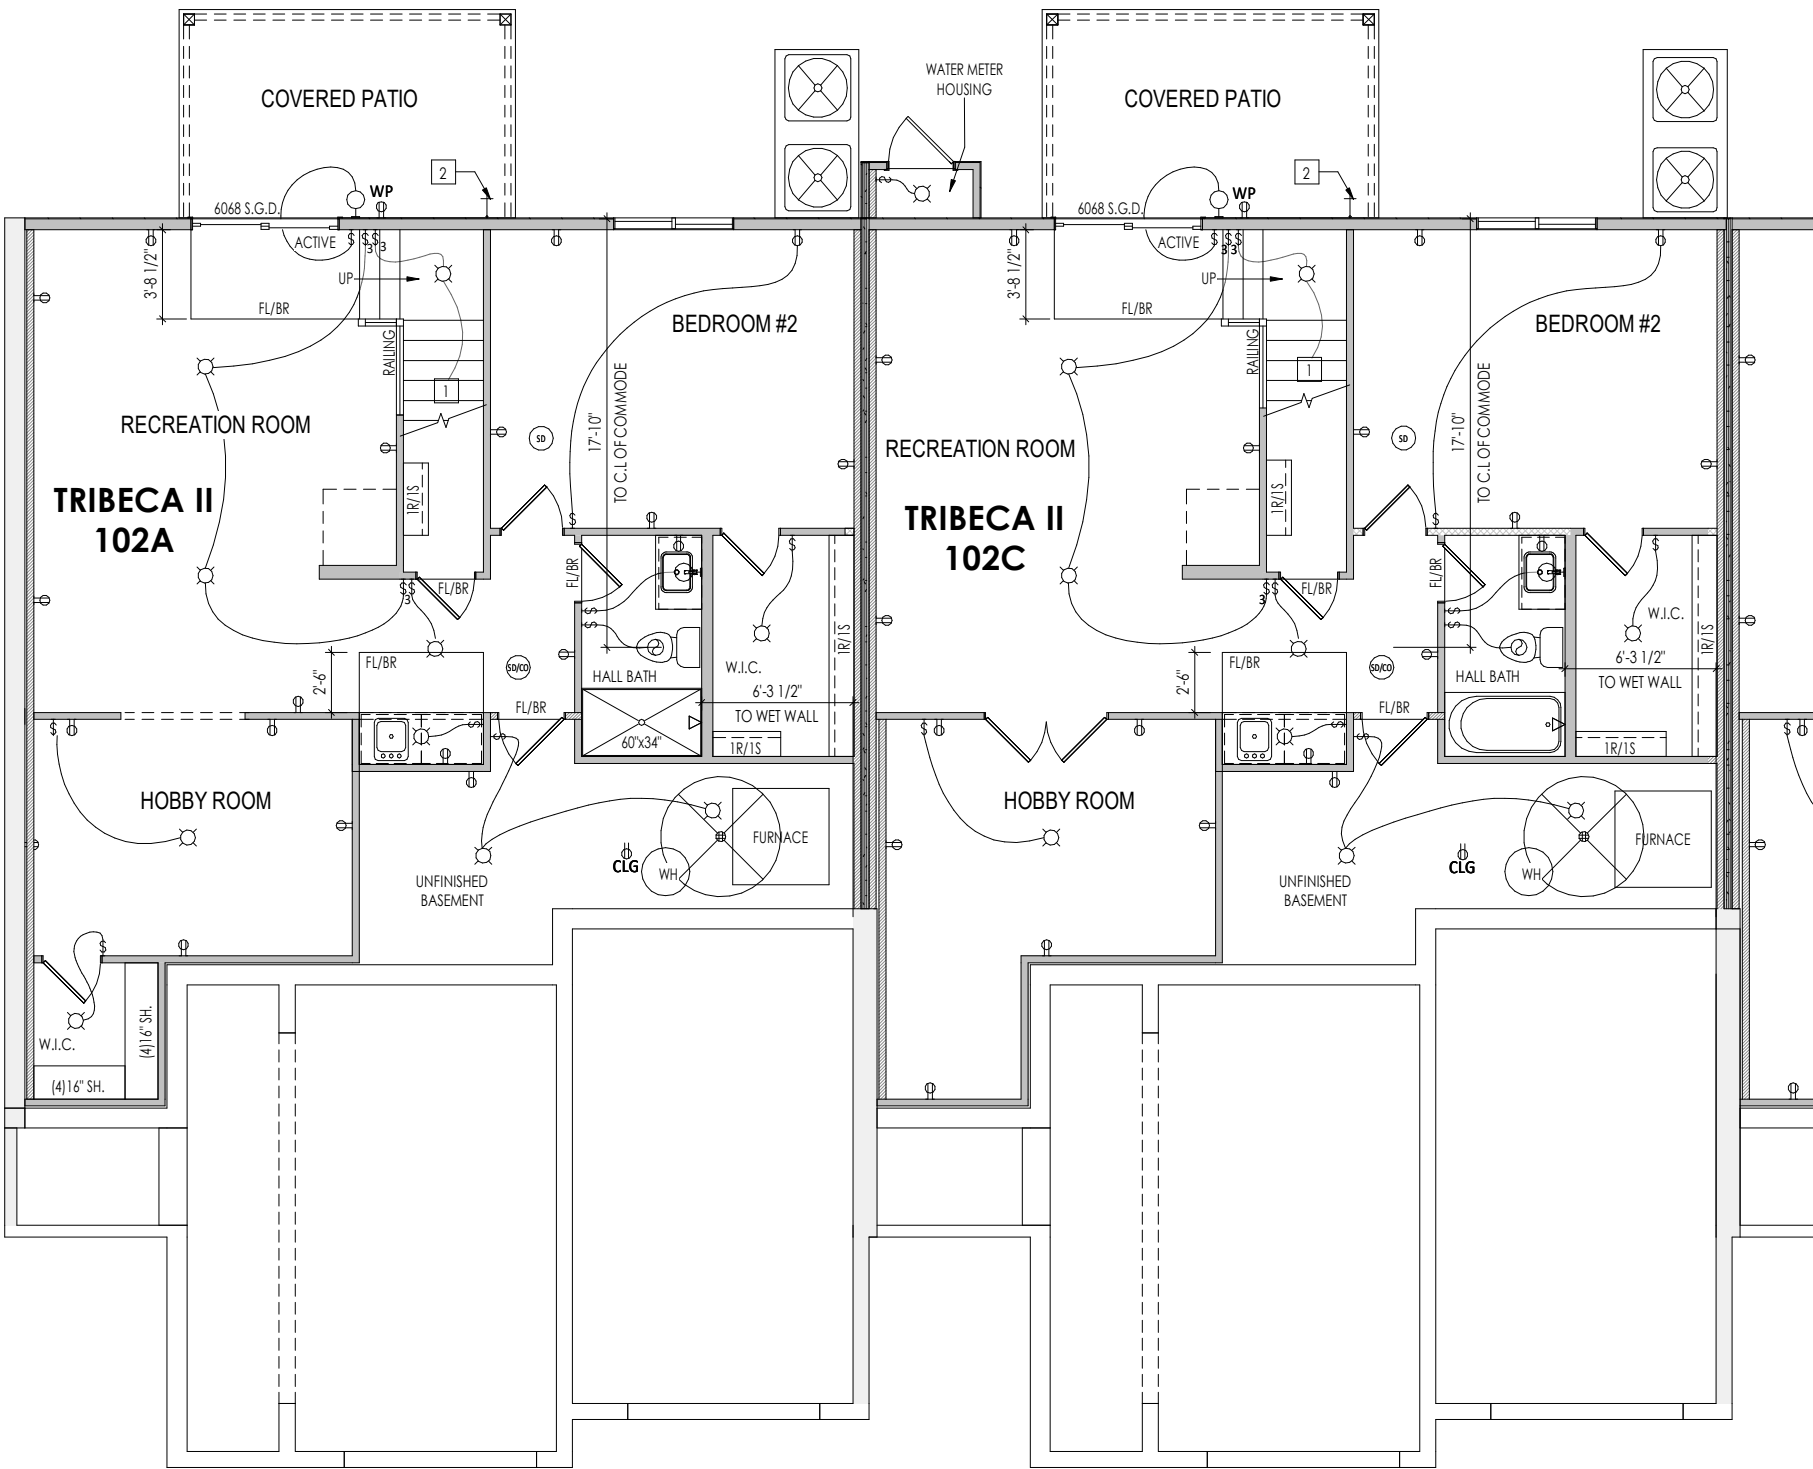 COVERED PATIO
WATER METER
HOUSING
COVERED PATIO
2
WP
6068 S.G.D.
ACTIVE
S
S
3
S
3
3'-8 1/2"
UP
FL/BR
RAILING
1
BEDROOM #2
17'-10"
TO C.L OF COMMODE
RECREATION ROOM
SD
TRIBECA II
102A
1R/1S
S
FL/BR
FL/BR
S
3
S
S
S
S
SD/CO
FL/BR
2'-6"
HALL BATH
W.I.C.
1R/1S
6'-3 1/2"
TO WET WALL
FL/BR
60"x34"
1R/1S
S
S
S
HOBBY ROOM
FURNACE
CLG
WH
UNFINISHED
BASEMENT
S
W.I.C.
(4)16" SH.
(4)16" SH.
S
2
WP
6068 S.G.D.
ACTIVE
S
S
3
S
3
3'-8 1/2"
UP
FL/BR
RAILING
1
BEDROOM #2
17'-10"
TO C.L OF COMMODE
RECREATION ROOM
SD
TRIBECA II
102C
1R/1S
S
FL/BR
FL/BR
S
3
S
S
S
S
W.I.C.
1R/1S
SD/CO
FL/BR
2'-6"
HALL BATH
6'-3 1/2"
TO WET WALL
FL/BR
1R/1S
S
S
S
S
HOBBY ROOM
FURNACE
CLG
WH
UNFINISHED
BASEMENT